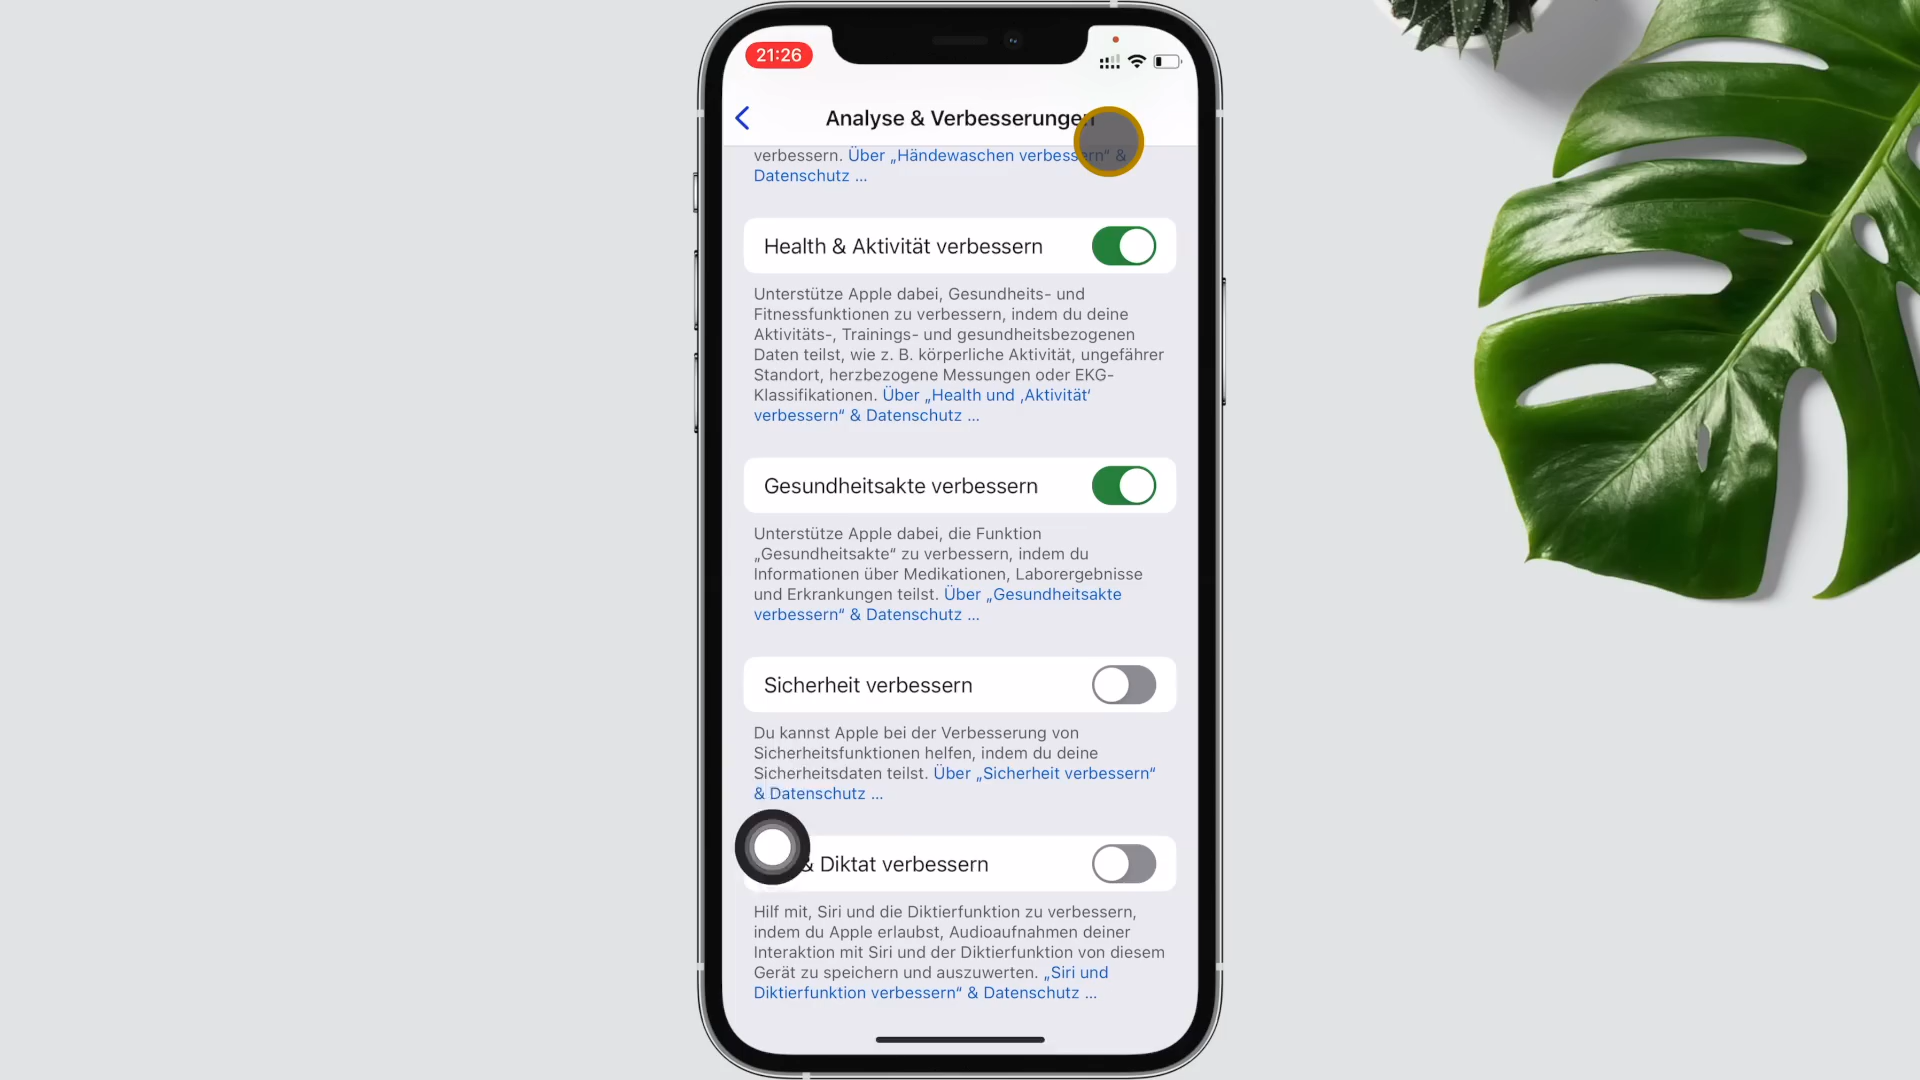 21:26
Analyse & Verbesserungen
verbessern. Über „Händewaschen verbessern“ &
Datenschutz ...
Health & Aktivität verbessern
Unterstütze Apple dabei, Gesundheits- und
Fitnessfunktionen zu verbessern, indem du deine
Aktivitäts-, Trainings- und gesundheitsbezogenen
Daten teilst, wie z. B. körperliche Aktivität, ungefährer
Standort, herzbezogene Messungen oder EKG-
Klassifikationen. Über „Health und ‚Aktivität‘
verbessern“ & Datenschutz ...
Gesundheitsakte verbessern
Unterstütze Apple dabei, die Funktion
„Gesundheitsakte“ zu verbessern, indem du
Informationen über Medikationen, Laborergebnisse
und Erkrankungen teilst. Über „Gesundheitsakte
verbessern“ & Datenschutz ...
Sicherheit verbessern
Du kannst Apple bei der Verbesserung von
Sicherheitsfunktionen helfen, indem du deine
Sicherheitsdaten teilst. Über „Sicherheit verbessern“
& Datenschutz ...
& Diktat verbessern
Hilf mit, Siri und die Diktierfunktion zu verbessern,
indem du Apple erlaubst, Audioaufnahmen deiner
Interaktion mit Siri und der Diktierfunktion von diesem
Gerät zu speichern und auszuwerten. „Siri und
Diktierfunktion verbessern“ & Datenschutz ...